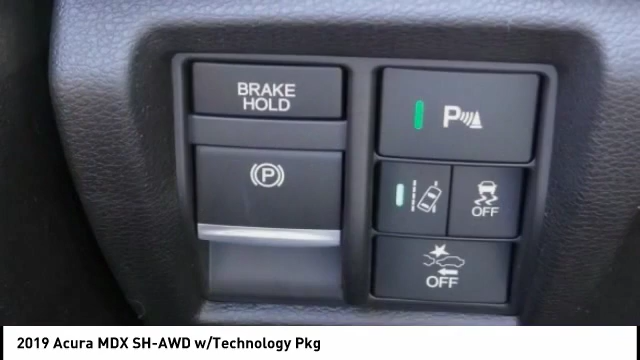 BRAKE
HOLD
P
(P)
OFF
OFF
2019 Acura MDX SH-AWD w/Technology Pkg